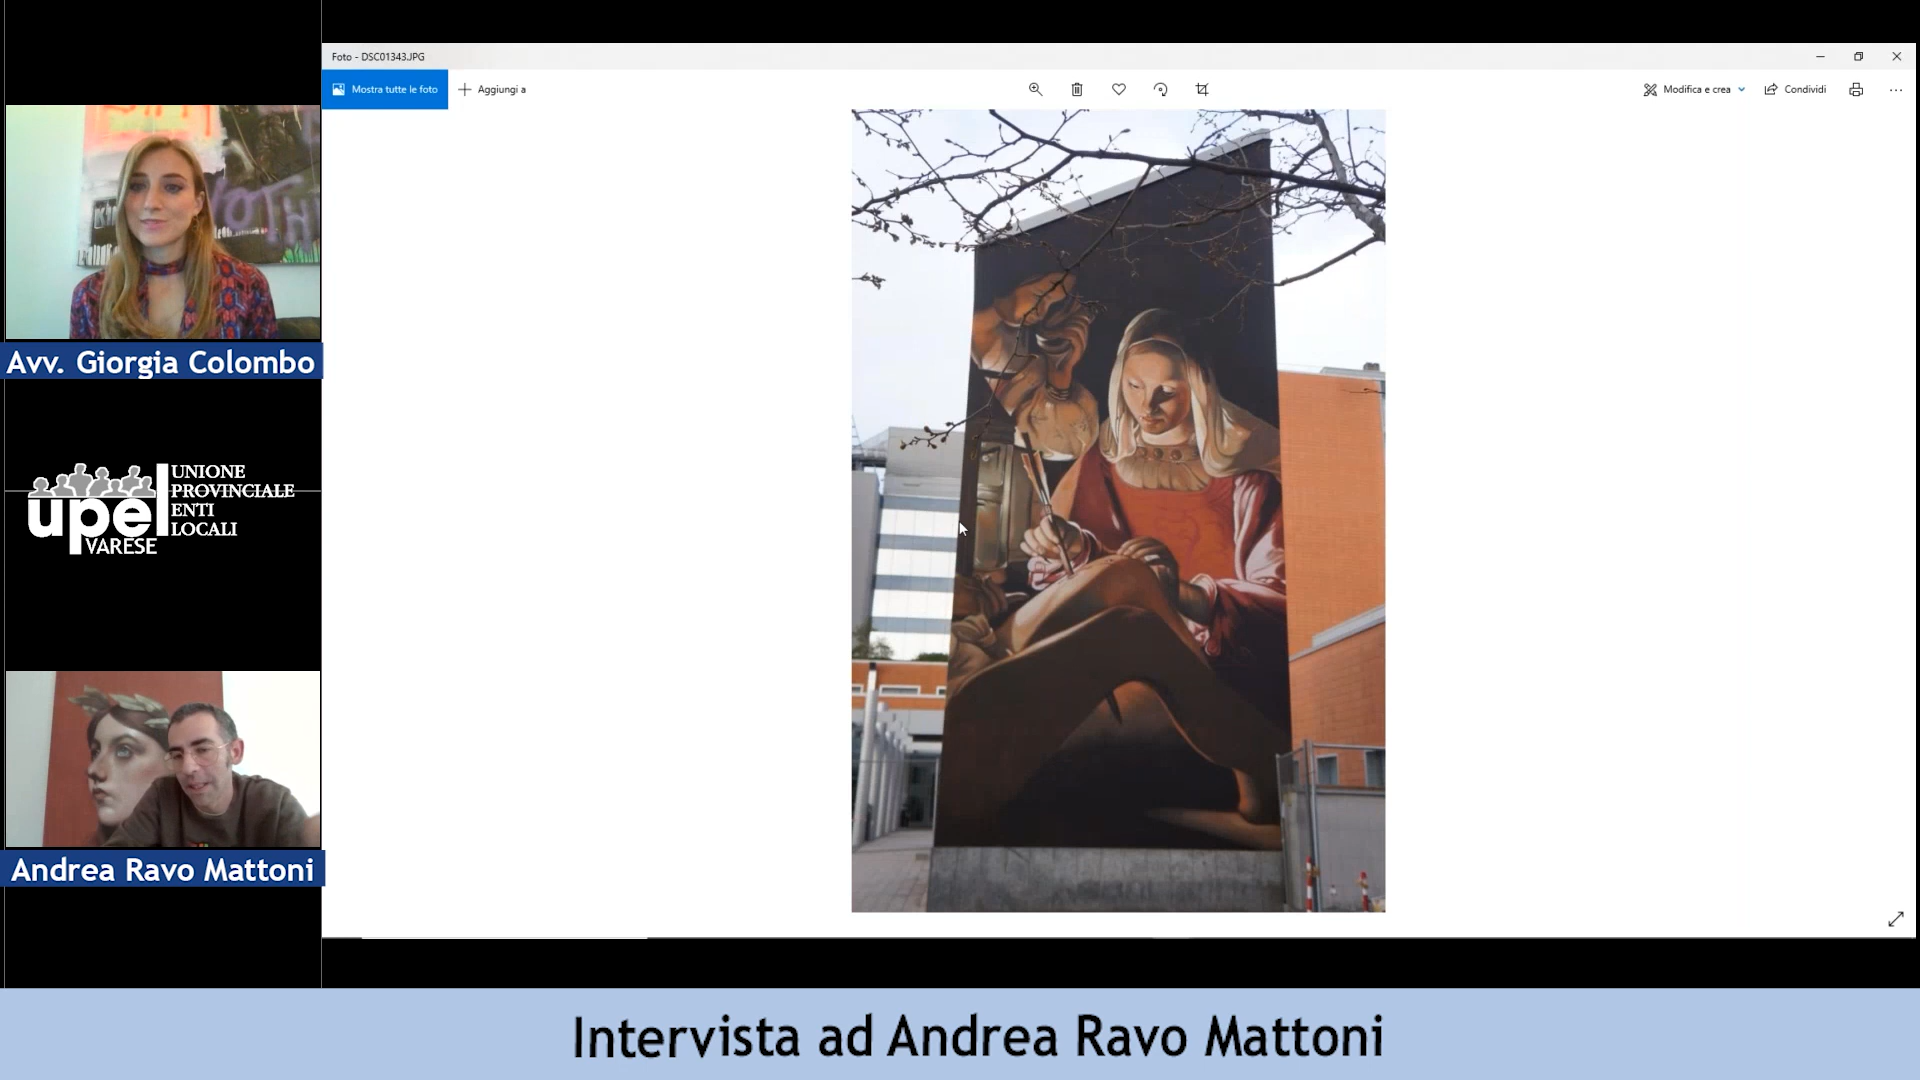 Foto - DSC01343.JPG
Mostra tutte le foto
Aggiungi a
Modifica e crea
Condividi
Avv. Giorgia Colombo
upel
VARESE
UNIONE
PROVINCIALE
ENTI
LOCALI
Andrea Ravo Mattoni
Intervista ad Andrea Ravo Mattoni